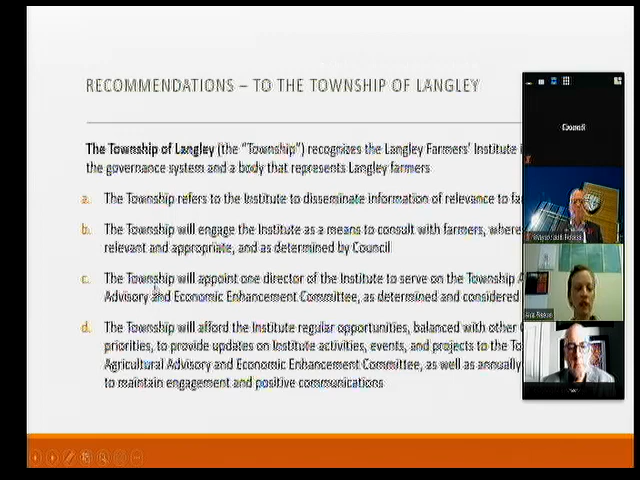 RECOMMENDATIONS – TO THE TOWNSHIP OF LANGLEY
The Township of Langley (the "Township") recognizes the Langley Farmers' Institute
the governance system and a body that represents Langley farmers
a. The Township refers to the Institute to disseminate information of relevance to
b. The Township will engage the Institute as a means to consult with farmers, where
relevant and appropriate, and as determined by Council
c. The Township will appoint one director of the Institute to serve on the Township
Advisory and Economic Enhancement Committee, as determined and considered
d. The Township will afford the Institute regular opportunities, balanced with other
priorities, to provide updates on Institute activities, events, and projects to the
Agricultural Advisory and Economic Enhancement Committee, as well as annually
to maintain engagement and positive communications
Council